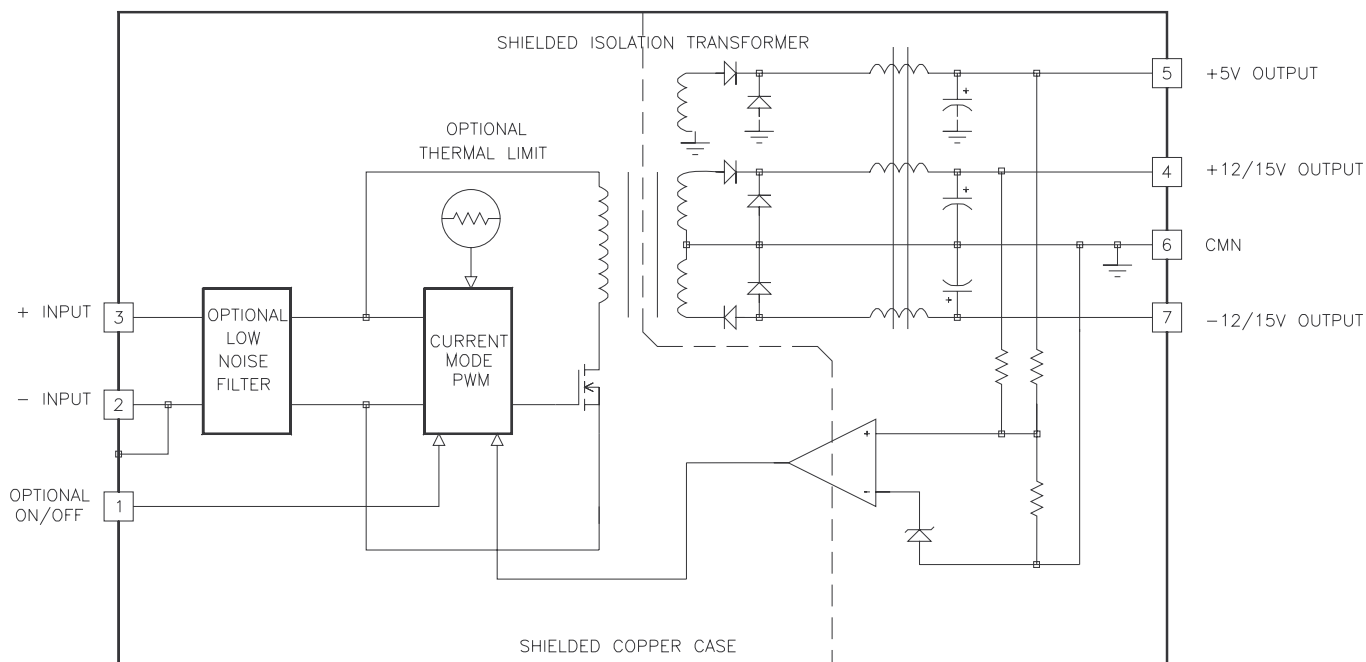 SHIELDED ISOLATION TRANSFORMER
5 +5V OUTPUT
OPTIONAL
THERMAL LIMIT
4 +12/15V OUTPUT
6 CMN
+ INPUT 3
OPTIONAL
LOW
NOISE
FILTER
CURRENT
MODE
PWM
7 -12/15V OUTPUT
- INPUT 2
OPTIONAL
ON/OFF
1
+
+
+
+
-
SHIELDED COPPER CASE